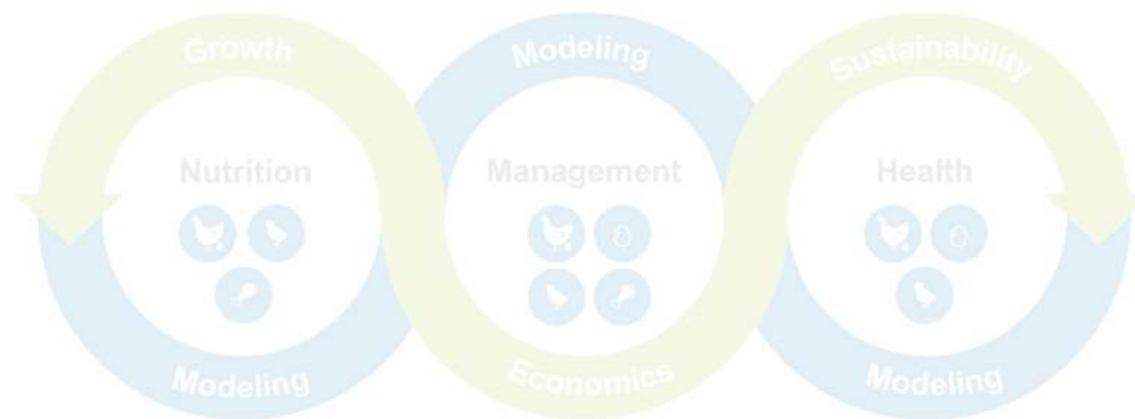 Growth
Modeling
Sustainability
Nutrition
Management
Health
Modeling
Economics
Modeling